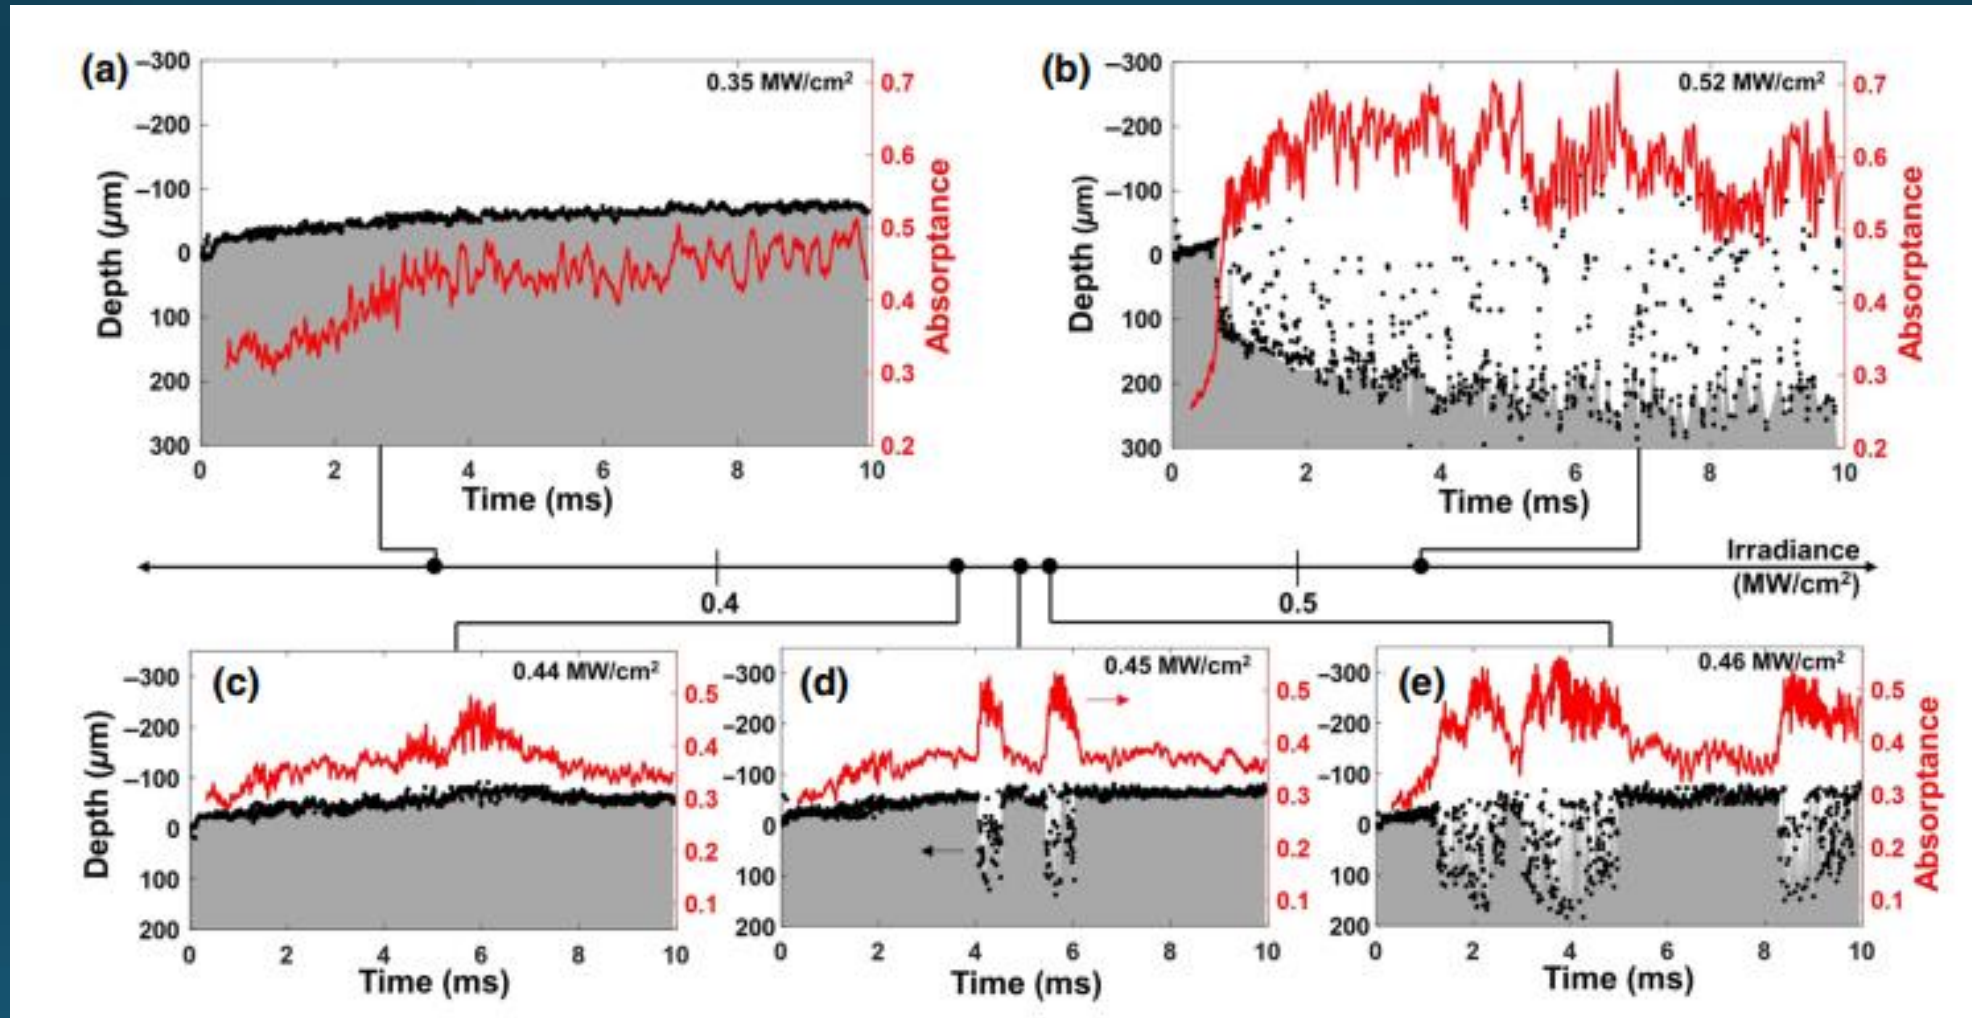 (a)
0.35 MW/cm²
Depth (µm)
–300
–200
–100
0
100
200
300
0 2 4 6 8 10
Time (ms)
0.7
0.6
0.5
0.4
0.3
0.2
Absorptance
(b)
0.52 MW/cm²
Depth (µm)
–300
–200
–100
0
100
200
300
0 2 4 6 8 10
Time (ms)
0.7
0.6
0.5
0.4
0.3
0.2
Absorptance
0.4 0.5
Irradiance
(MW/cm²)
(c)
0.44 MW/cm²
Depth (µm)
–300
–200
–100
0
100
200
0 2 4 6 8 10
Time (ms)
0.5
0.4
0.3
0.2
0.1
(d)
0.45 MW/cm²
–300
–200
–100
0
100
200
0 2 4 6 8 10
Time (ms)
0.5
0.4
0.3
0.2
0.1
(e)
0.46 MW/cm²
–300
–200
–100
0
100
200
0 2 4 6 8 10
Time (ms)
0.5
0.4
0.3
0.2
0.1
Absorptance